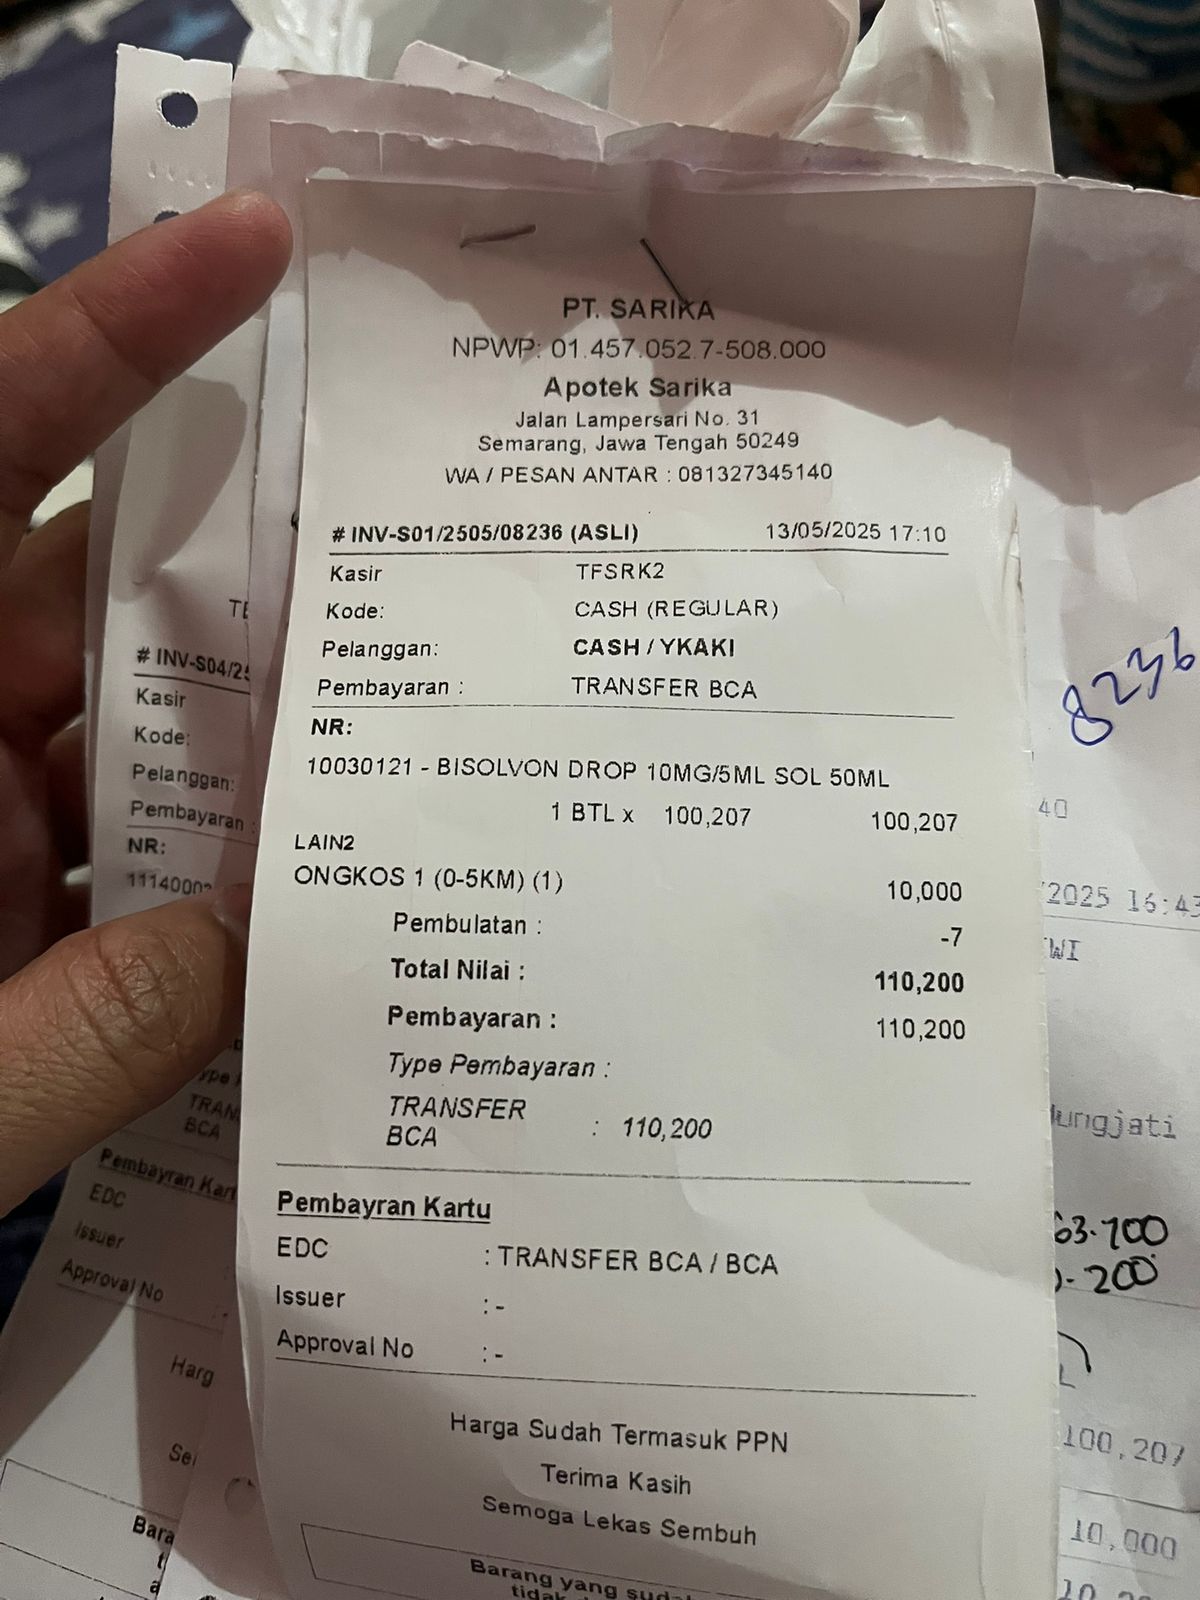 PT. SARIKA
NPWP: 01.457.052.7-508.000
Apotek Sarika
Jalan Lampersari No. 31
Semarang, Jawa Tengah 50249
WA / PESAN ANTAR : 081327345140
# INV-S01/2505/08236 (ASLI) 13/05/2025 17:10
Kasir TFSRK2
Kode: CASH (REGULAR)
Pelanggan: CASH / YKAKI
Pembayaran : TRANSFER BCA
NR:
10030121 - BISOLVON DROP 10MG/5ML SOL 50ML
1 BTL x 100,207 100,207
LAIN2
ONGKOS 1 (0-5KM) (1) 10,000
Pembulatan : -7
Total Nilai : 110,200
Pembayaran : 110,200
Type Pembayaran :
TRANSFER
BCA : 110,200
Pembayran Kartu
EDC : TRANSFER BCA / BCA
Issuer : -
Approval No : -
Harga Sudah Termasuk PPN
Terima Kasih
Semoga Lekas Sembuh
Barang yang
# INV-S04/25
Kasir
Kode:
Pelanggan:
Pembayaran :
NR:
BCA
Pembayran Kart
EDC
Issuer
Approval No
Harg
8236
2025 16:43
100,207
10,000